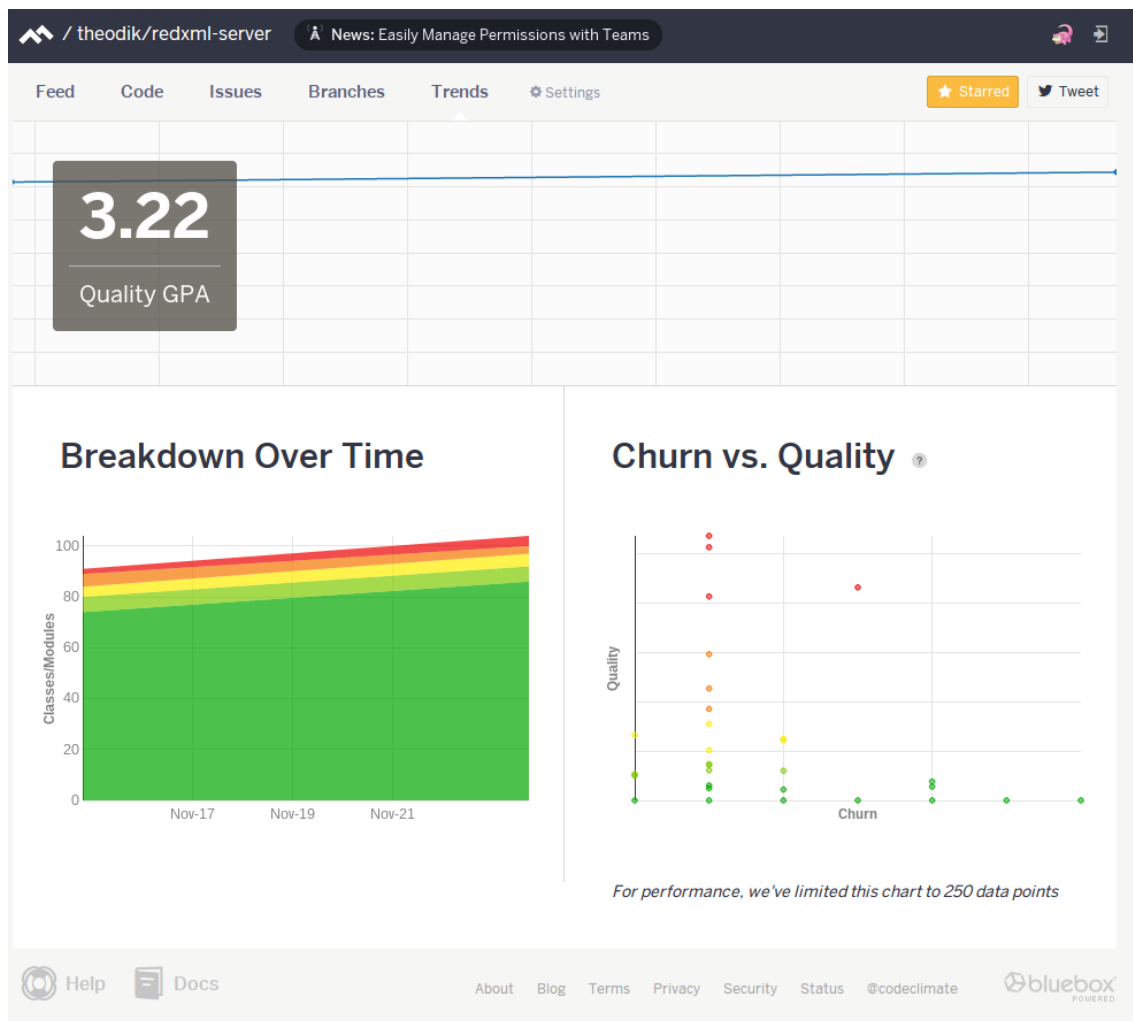 / theodik/redxml-server News: Easily Manage Permissions with Teams
Feed Code Issues Branches Trends Settings Starred Tweet
3.22
Quality GPA
Breakdown Over Time
100
80
60
40
20
0
Classes/Modules
Nov-17 Nov-19 Nov-21
Churn vs. Quality ?
Quality
Churn
For performance, we've limited this chart to 250 data points
Help Docs About Blog Terms Privacy Security Status @codeclimate bluebox
POWERED